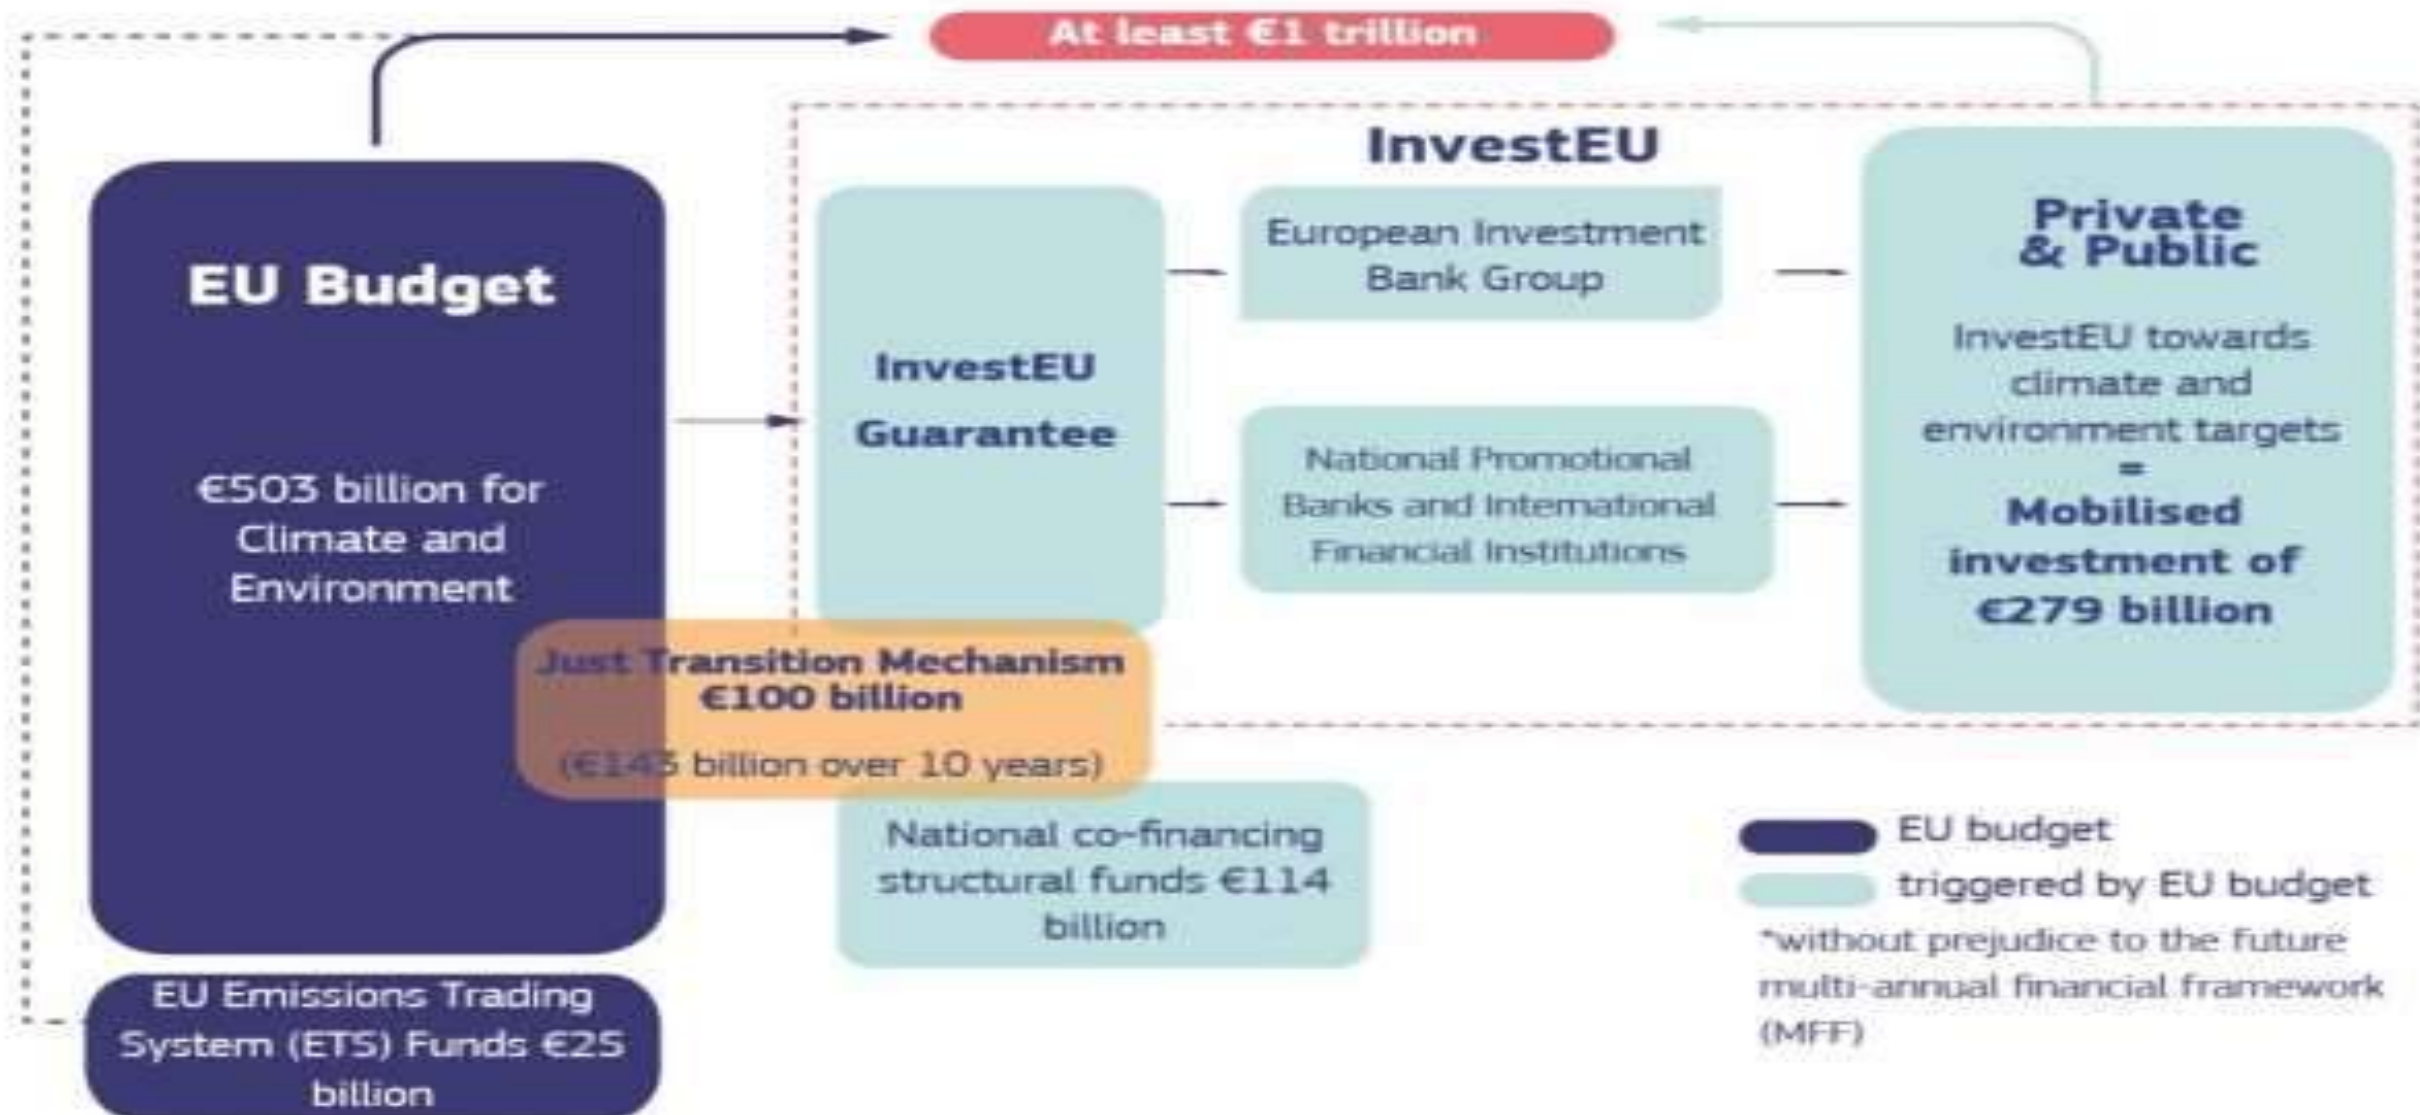 At least €1 trillion
EU Budget
€503 billion for
Climate and
Environment
InvestEU
InvestEU
Guarantee
European Investment
Bank Group
National Promotional
Banks and International
Financial Institutions
Private
& Public
InvestEU towards
climate and
environment targets
=
Mobilised
investment of
€279 billion
Just Transition Mechanism
€100 billion
(€143 billion over 10 years)
National co-financing
structural funds €114
billion
EU Emissions Trading
System (ETS) Funds €25
billion
EU budget
triggered by EU budget
*without prejudice to the future
multi-annual financial framework
(MFF)